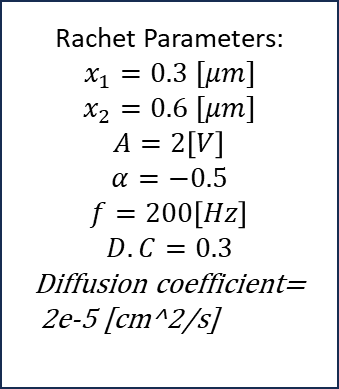 Rachet Parameters:
x₁ = 0.3 [μm]
x₂ = 0.6 [μm]
A = 2[V]
α = −0.5
f = 200[Hz]
D.C = 0.3
Diffusion coefficient=
2e-5 [cm^2/s]